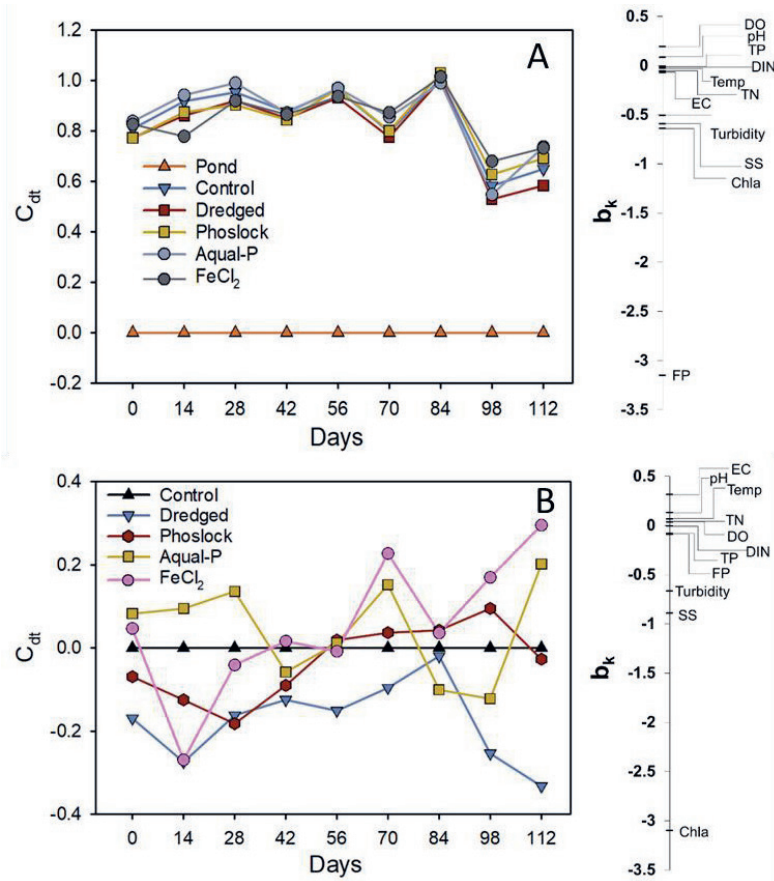 A
C_dt
1.2
1.0
0.8
0.6
0.4
0.2
0.0
-0.2
Pond
Control
Dredged
Phoslock
Aqual-P
FeCl₂
0 14 28 42 56 70 84 98 112
Days
b_k
0.5
0
-0.5
-1
-1.5
-2
-2.5
-3
-3.5
DO
pH
TP
DIN
Temp
TN
EC
Turbidity
SS
Chla
FP
B
C_dt
0.4
0.2
0.0
-0.2
-0.4
Control
Dredged
Phoslock
Aqual-P
FeCl₂
0 14 28 42 56 70 84 98 112
Days
b_k
0.5
0
-0.5
-1
-1.5
-2
-2.5
-3
-3.5
EC
pH
Temp
TN
DO
DIN
TP
FP
Turbidity
SS
Chla